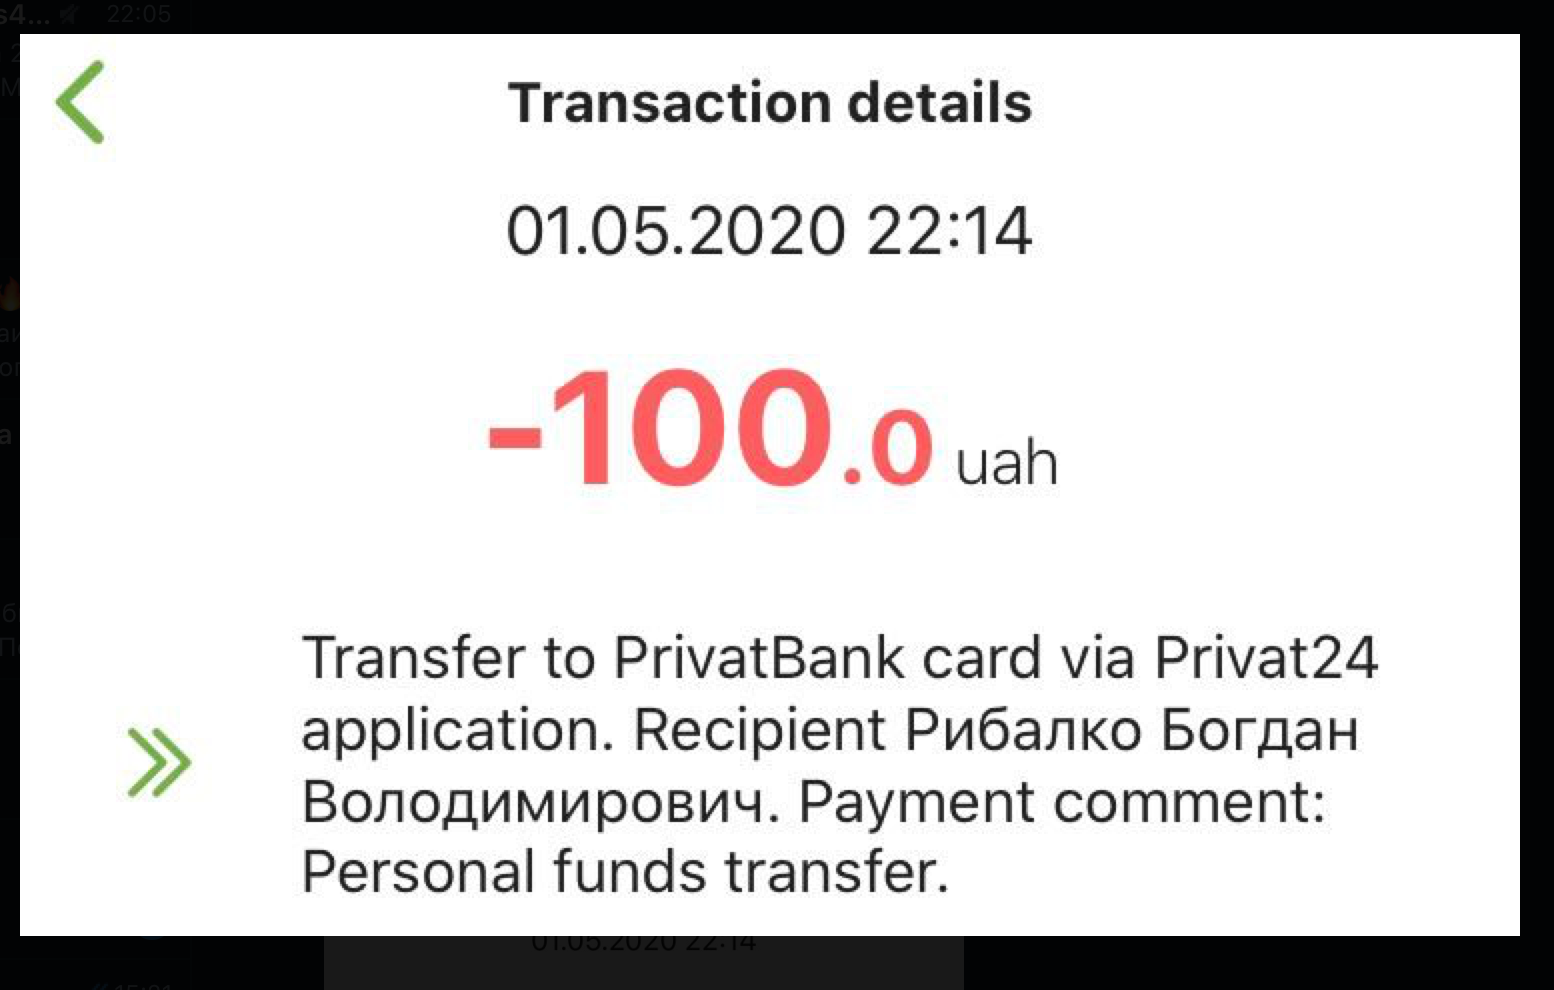 s4...
22:05
Transaction details
01.05.2020 22:14
-100.0 uah
Transfer to PrivatBank card via Privat24
application. Recipient Рибалко Богдан
Володимирович. Payment comment:
Personal funds transfer.
01.05.2020 22:14